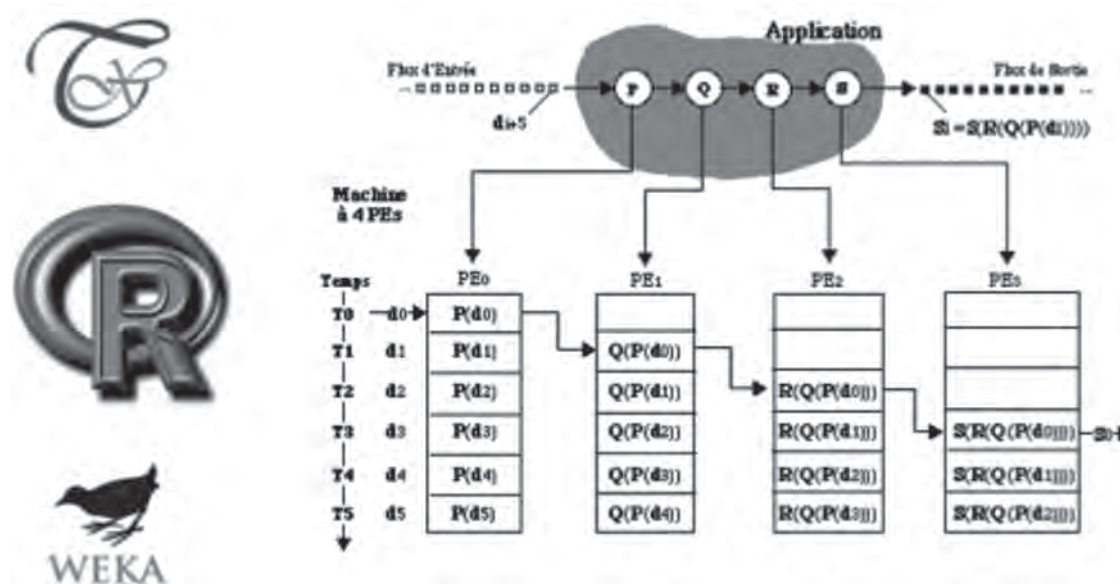 TX
Application
Flux d'Entrée
Flux de Sortie
...
...
P
Q
R
S
di+5
Si = S(R(Q(P(di))))
Machine
à 4 PEs
R
Temps
PE0
PE1
PE2
PE3
T0 d0 P(d0)
T1 d1 P(d1) Q(P(d0))
T2 d2 P(d2) Q(P(d1)) R(Q(P(d0)))
T3 d3 P(d3) Q(P(d2)) R(Q(P(d1))) S(R(Q(P(d0))))
T4 d4 P(d4) Q(P(d3)) R(Q(P(d2))) S(R(Q(P(d1))))
T5 d5 P(d5) Q(P(d4)) R(Q(P(d3))) S(R(Q(P(d2))))
WEKA